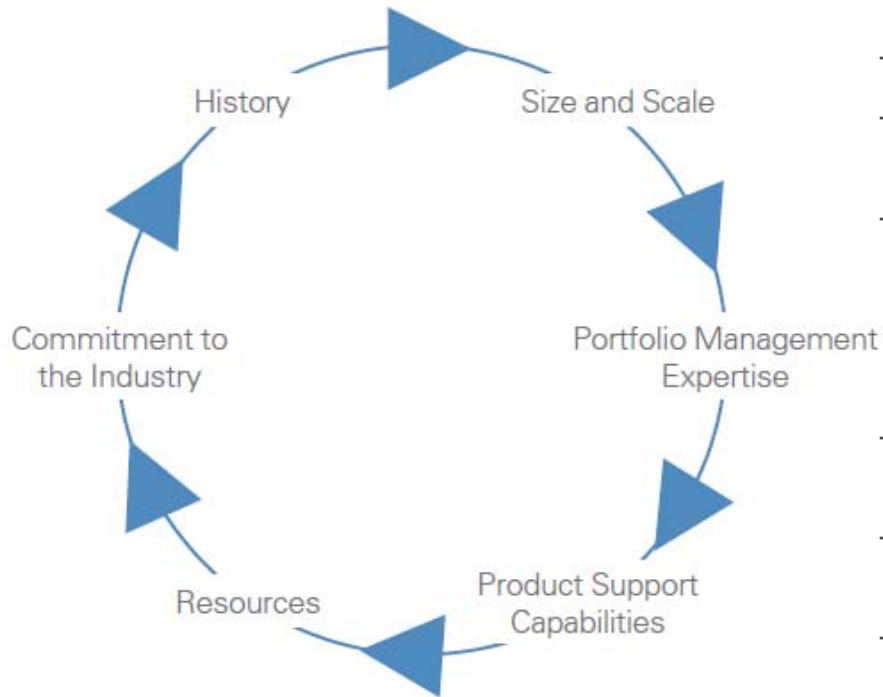 History
Size and Scale
Portfolio Management
Expertise
Product Support
Capabilities
Resources
Commitment to
the Industry